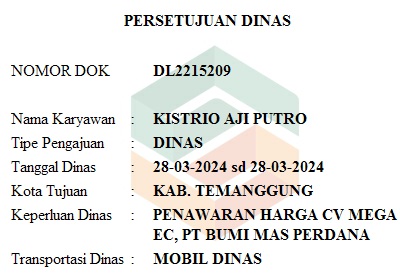 PERSETUJUAN DINAS
NOMOR DOK DL2215209
Nama Karyawan : KISTRIO AJI PUTRO
Tipe Pengajuan : DINAS
Tanggal Dinas : 28-03-2024 sd 28-03-2024
Kota Tujuan : KAB. TEMANGGUNG
Keperluan Dinas : PENAWARAN HARGA CV MEGA
EC, PT BUMI MAS PERDANA
Transportasi Dinas : MOBIL DINAS